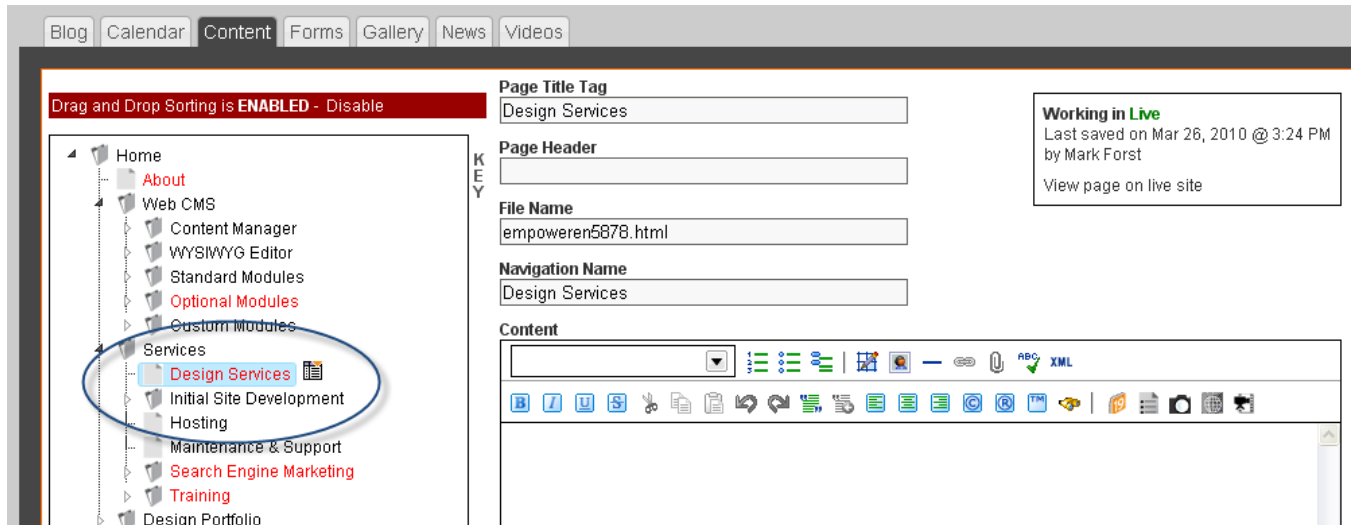 Blog Calendar Content Forms Gallery News Videos
Drag and Drop Sorting is ENABLED - Disable
Home
About
Web CMS
Content Manager
WYSIWYG Editor
Standard Modules
Optional Modules
Custom Modules
Services
Design Services
Initial Site Development
Hosting
Maintenance & Support
Search Engine Marketing
Training
Design Portfolio
KEY
Page Title Tag
Design Services
Page Header
File Name
empoweren5878.html
Navigation Name
Design Services
Content
ABC XML
B I U S © ® TM
Working in Live
Last saved on Mar 26, 2010 @ 3:24 PM
by Mark Forst
View page on live site